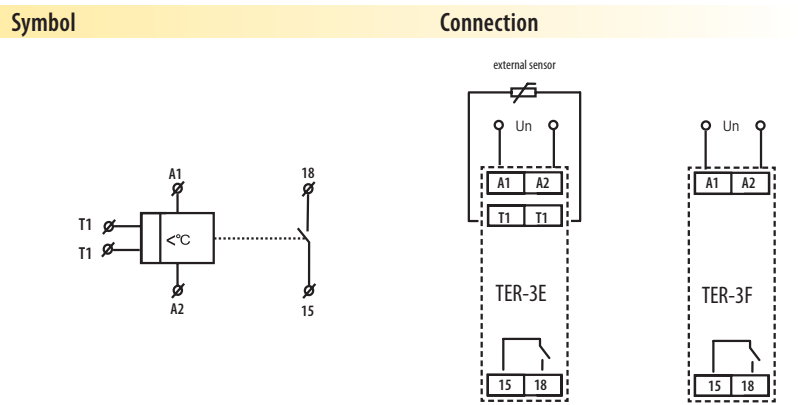 Symbol
Connection
A1
18
T1
T1
<°C
A2
15
external sensor
Un
A1 A2
T1 T1
TER-3E
15 18
Un
A1 A2
TER-3F
15 18